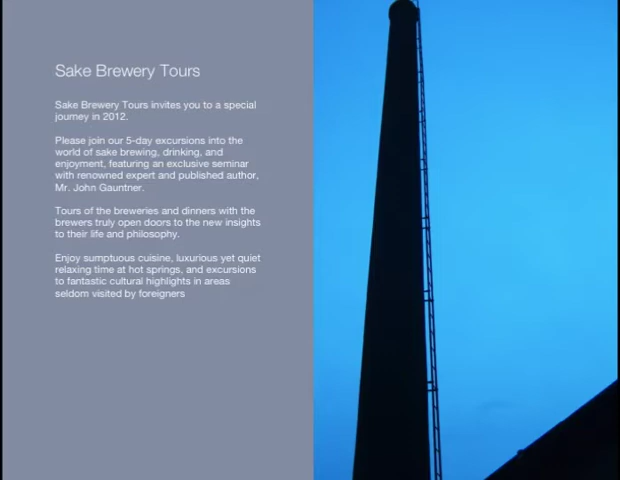 Sake Brewery Tours
Sake Brewery Tours invites you to a special
journey in 2012.
Please join our 5-day excursions into the
world of sake brewing, drinking, and
enjoyment, featuring an exclusive seminar
with renowned expert and published author,
Mr. John Gauntner.
Tours of the breweries and dinners with the
brewers truly open doors to the new insights
to their life and philosophy.
Enjoy sumptuous cuisine, luxurious yet quiet
relaxing time at hot springs, and excursions
to fantastic cultural highlights in areas
seldom visited by foreigners